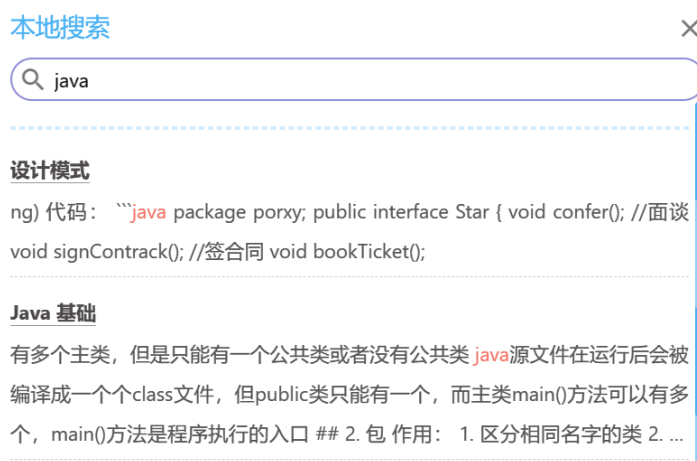 本地搜索
java
设计模式
ng) 代码： ```java package porxy; public interface Star { void confer(); //面谈
void signContrack(); //签合同 void bookTicket();
Java 基础
有多个主类，但是只能有一个公共类或者没有公共类 java源文件在运行后会被
编译成一个个class文件，但public类只能有一个，而主类main()方法可以有多
个，main()方法是程序执行的入口 ## 2. 包 作用： 1. 区分相同名字的类 2. ...